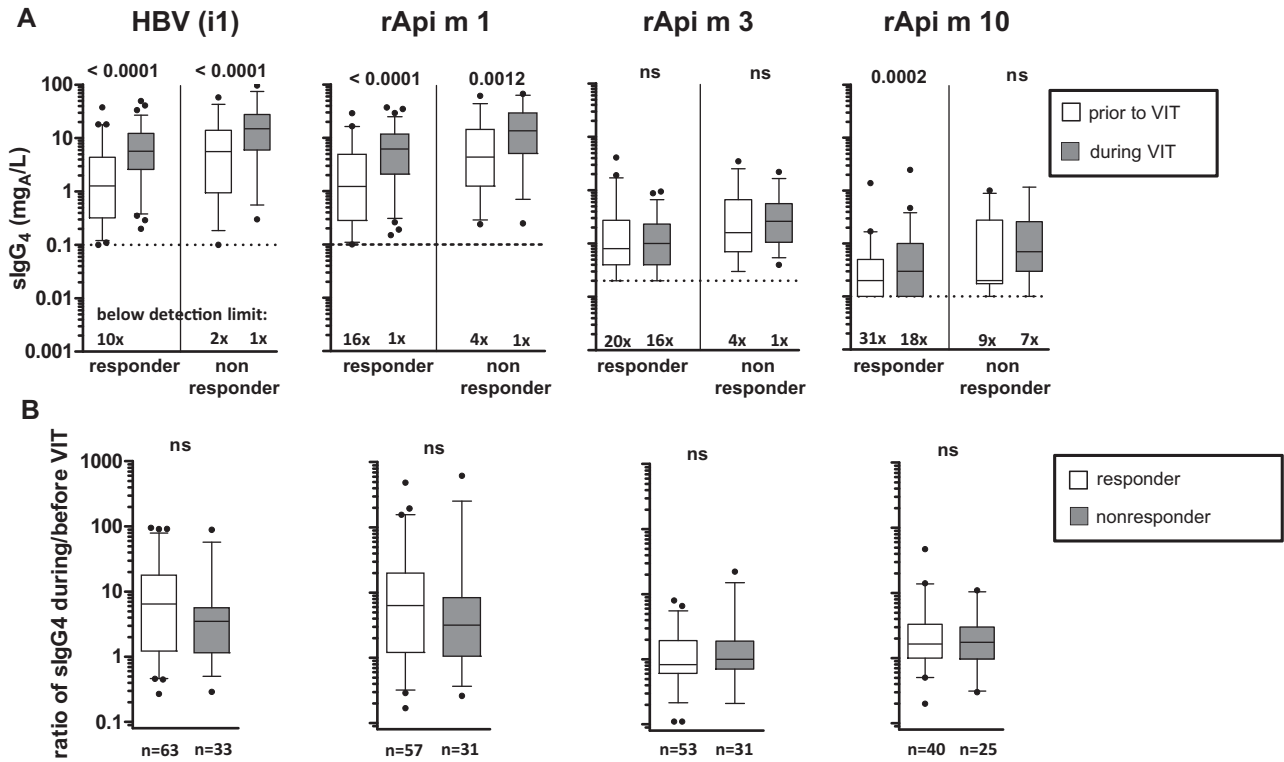 A
HBV (i1)
rApi m 1
rApi m 3
rApi m 10
< 0.0001
< 0.0001
< 0.0001
0.0012
ns
ns
0.0002
ns
sIgG4 (mgA/L)
100
10
1
0.1
0.01
0.001
below detection limit:
10x
2x
1x
16x
1x
4x
1x
20x
16x
4x
1x
31x
18x
9x
7x
responder
non
responder
responder
non
responder
responder
non
responder
responder
non
responder
prior to VIT
during VIT
B
ratio of sIgG4 during/before VIT
1000
100
10
1
0.1
ns
ns
ns
ns
n=63
n=33
n=57
n=31
n=53
n=31
n=40
n=25
responder
nonresponder